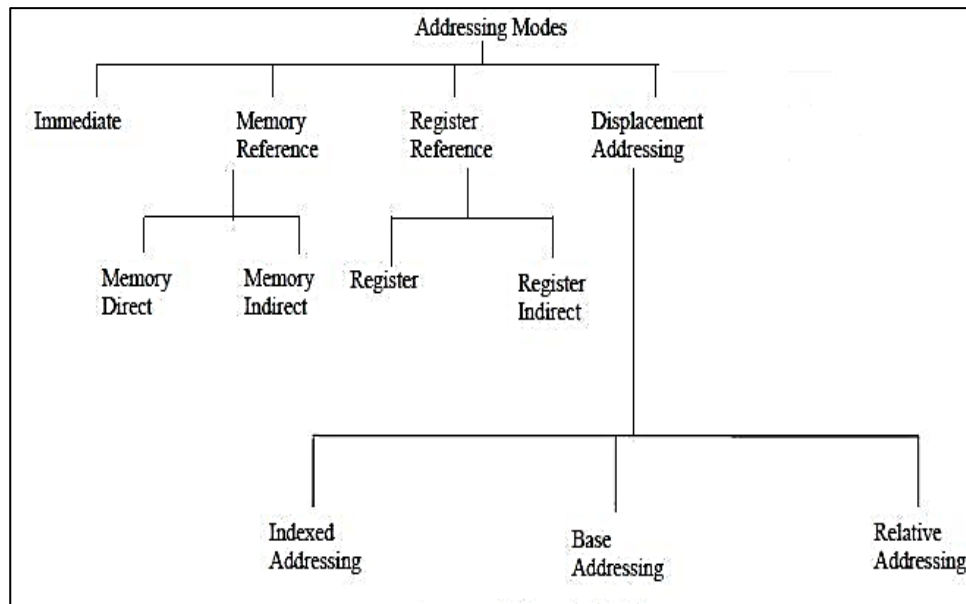 Addressing Modes
Immediate
Memory
Reference
Register
Reference
Displacement
Addressing
Memory
Direct
Memory
Indirect
Register
Register
Indirect
Indexed
Addressing
Base
Addressing
Relative
Addressing